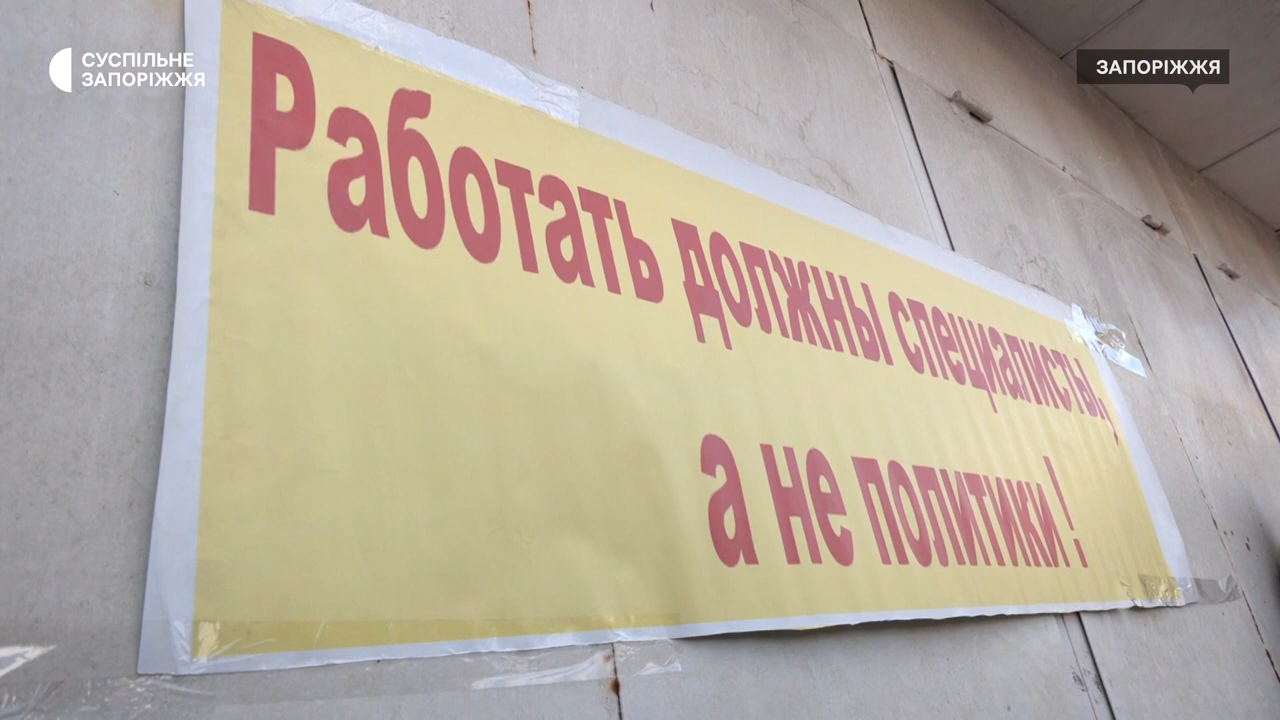 СУСПІЛЬНЕ
ЗАПОРІЖЖЯ
ЗАПОРІЖЖЯ
Работать должны специалисты,
а не политики!